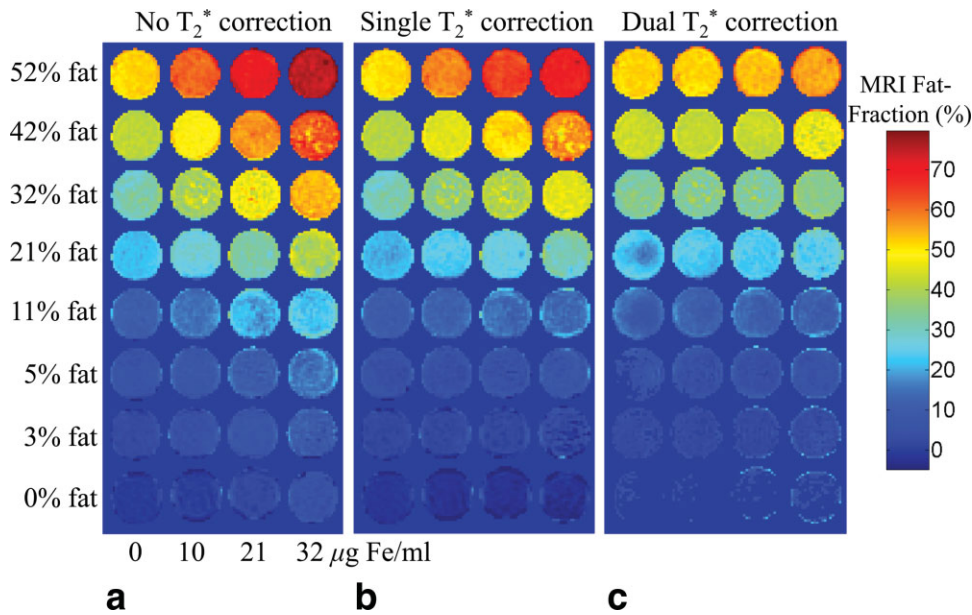 No T₂* correction
Single T₂* correction
Dual T₂* correction
52% fat
42% fat
32% fat
21% fat
11% fat
5% fat
3% fat
0% fat
0 10 21 32 μg Fe/ml
MRI Fat-
Fraction (%)
70
60
50
40
30
20
10
0
a b c